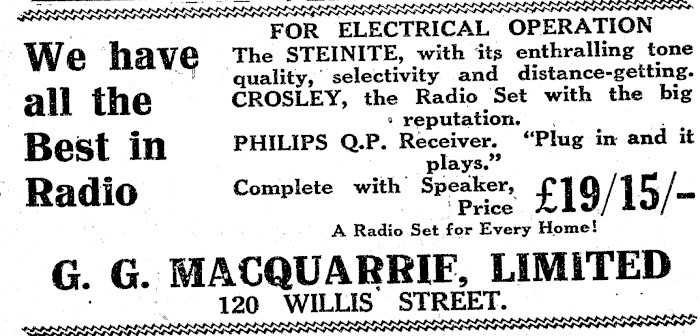 We have
all the
Best in
Radio
FOR ELECTRICAL OPERATION
The STEINITE, with its enthralling tone
quality, selectivity and distance-getting.
CROSLEY, the Radio Set with the big
reputation.
PHILIPS Q.P. Receiver. "Plug in and it
plays."
Complete with Speaker,
Price £19/15/-
A Radio Set for Every Home!
G. G. MACQUARRIE, LIMITED
120 WILLIS STREET.